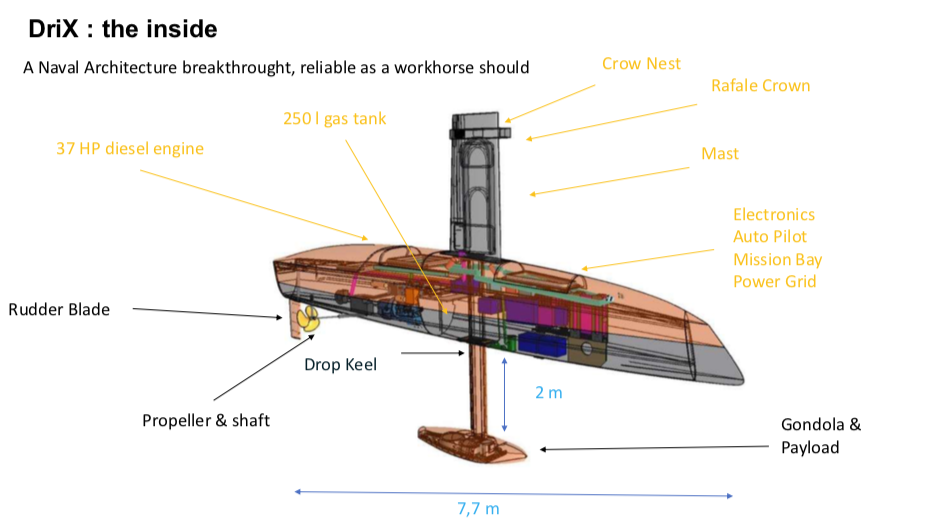 DriX : the inside
A Naval Architecture breakthrought, reliable as a workhorse should
Crow Nest
Rafale Crown
250 l gas tank
37 HP diesel engine
Mast
Electronics
Auto Pilot
Mission Bay
Power Grid
Rudder Blade
Drop Keel
2 m
Propeller & shaft
Gondola &
Payload
7,7 m